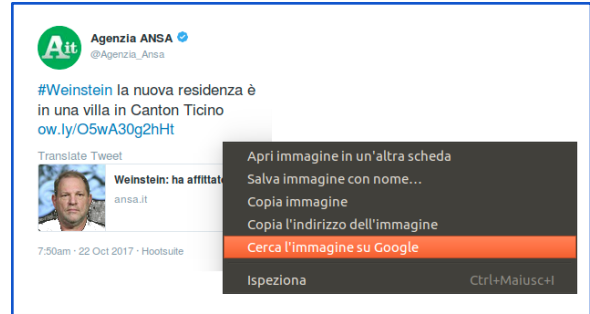 Ait
Agenzia ANSA
@Agenzia_Ansa
#Weinstein la nuova residenza è
in una villa in Canton Ticino
ow.ly/O5wA30g2hHt
Translate Tweet
Weinstein: ha affittat
ansa.it
7:50am · 22 Oct 2017 · Hootsuite
Apri immagine in un'altra scheda
Salva immagine con nome...
Copia immagine
Copia l'indirizzo dell'immagine
Cerca l'immagine su Google
Ispeziona Ctrl+Maiusc+I